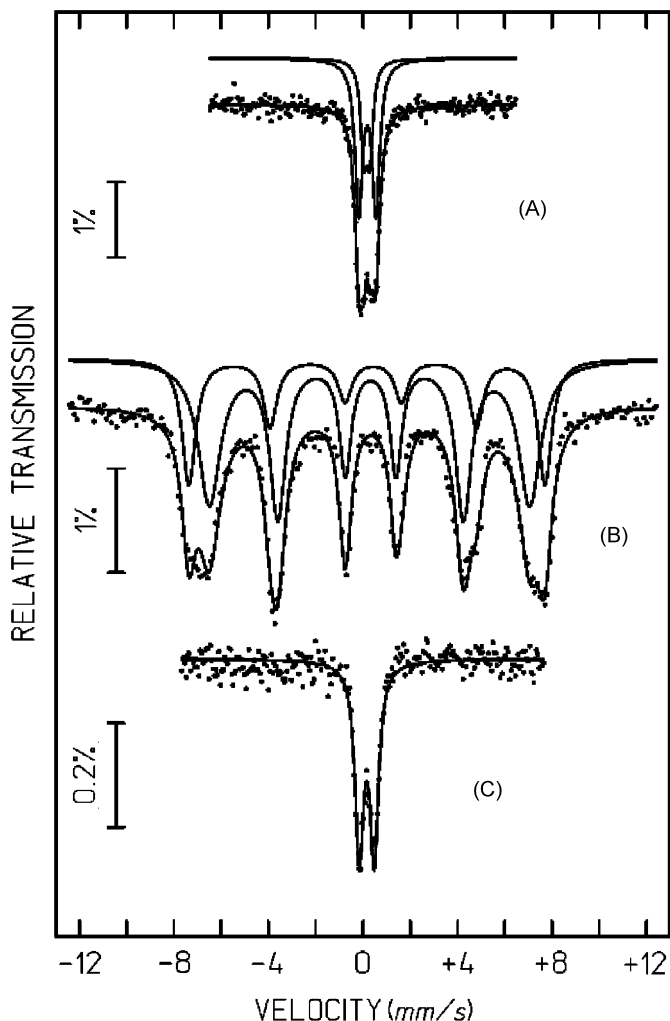 RELATIVE TRANSMISSION
1%
(A)
1%
(B)
0.2%
(C)
-12 -8 -4 0 +4 +8 +12
VELOCITY (mm/s)